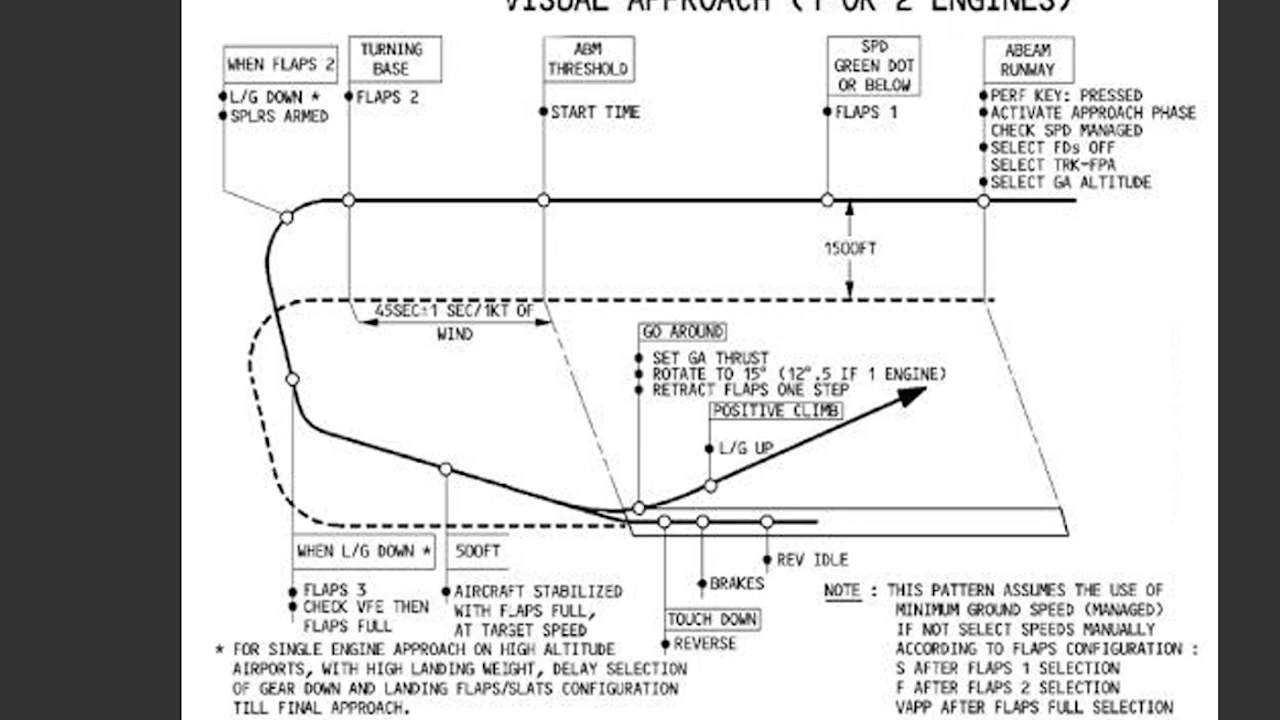 VISUAL APPROACH (1 OR 2 ENGINES)
WHEN FLAPS 2
L/G DOWN *
SPLRS ARMED
TURNING
BASE
FLAPS 2
ABM
THRESHOLD
START TIME
SPD
GREEN DOT
OR BELOW
FLAPS 1
ABEAM
RUNWAY
PERF KEY: PRESSED
ACTIVATE APPROACH PHASE
CHECK SPD MANAGED
SELECT FDs OFF
SELECT TRK-FPA
SELECT GA ALTITUDE
1500FT
45SEC±1 SEC/1KT OF
WIND
GO AROUND
SET GA THRUST
ROTATE TO 15° (12°.5 IF 1 ENGINE)
RETRACT FLAPS ONE STEP
POSITIVE CLIMB
L/G UP
WHEN L/G DOWN *
FLAPS 3
CHECK VFE THEN
FLAPS FULL
500FT
AIRCRAFT STABILIZED
WITH FLAPS FULL,
AT TARGET SPEED
REV IDLE
BRAKES
TOUCH DOWN
REVERSE
* FOR SINGLE ENGINE APPROACH ON HIGH ALTITUDE
AIRPORTS, WITH HIGH LANDING WEIGHT, DELAY SELECTION
OF GEAR DOWN AND LANDING FLAPS/SLATS CONFIGURATION
TILL FINAL APPROACH.
NOTE : THIS PATTERN ASSUMES THE USE OF
MINIMUM GROUND SPEED (MANAGED)
IF NOT SELECT SPEEDS MANUALLY
ACCORDING TO FLAPS CONFIGURATION :
S AFTER FLAPS 1 SELECTION
F AFTER FLAPS 2 SELECTION
VAPP AFTER FLAPS FULL SELECTION